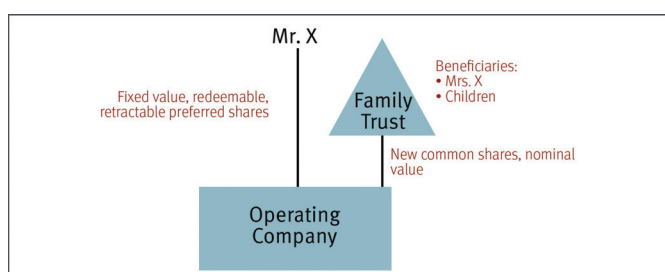 Mr. X
Fixed value, redeemable,
retractable preferred shares
Family
Trust
Beneficiaries:
• Mrs. X
• Children
New common shares, nominal
value
Operating
Company